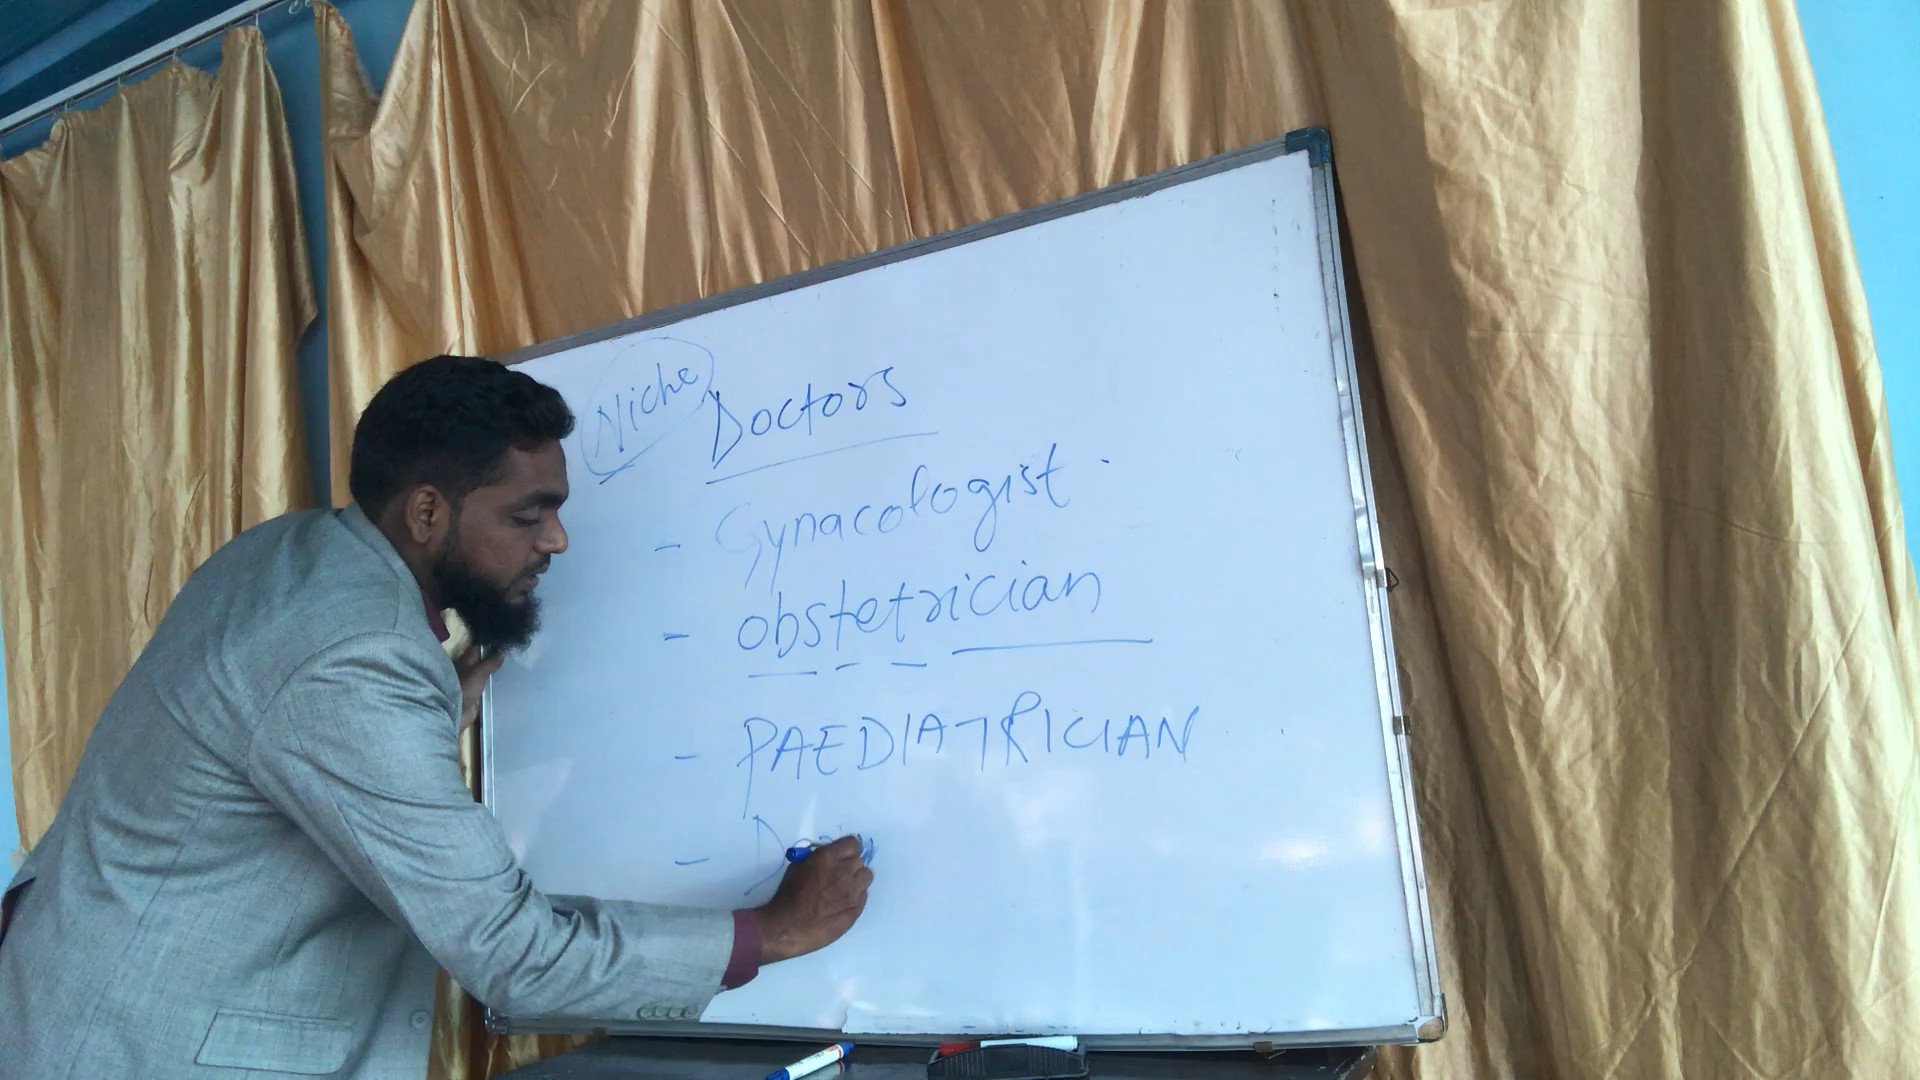 Niche Doctors
- Gynacologist
- obstetrician
- PAEDIATRICIAN
-